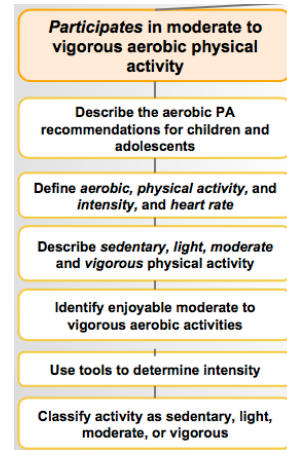 Participates in moderate to
vigorous aerobic physical
activity
Describe the aerobic PA
recommendations for children and
adolescents
Define aerobic, physical activity, and
intensity, and heart rate
Describe sedentary, light, moderate
and vigorous physical activity
Identify enjoyable moderate to
vigorous aerobic activities
Use tools to determine intensity
Classify activity as sedentary, light,
moderate, or vigorous